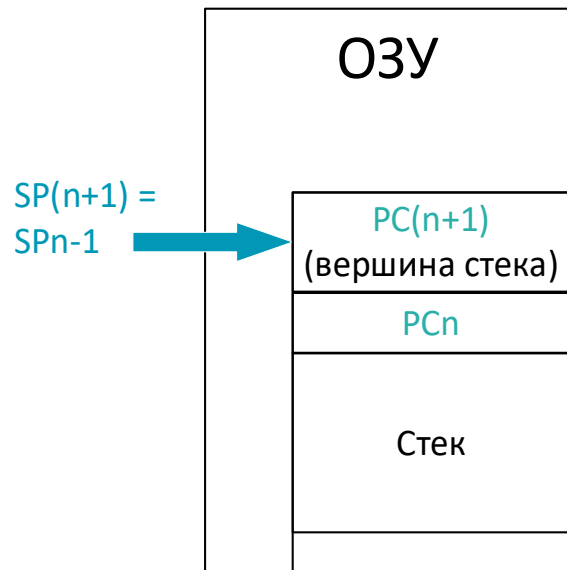 ОЗУ
SP(n+1) =
SPn-1
PC(n+1)
(вершина стека)
PCn
Стек